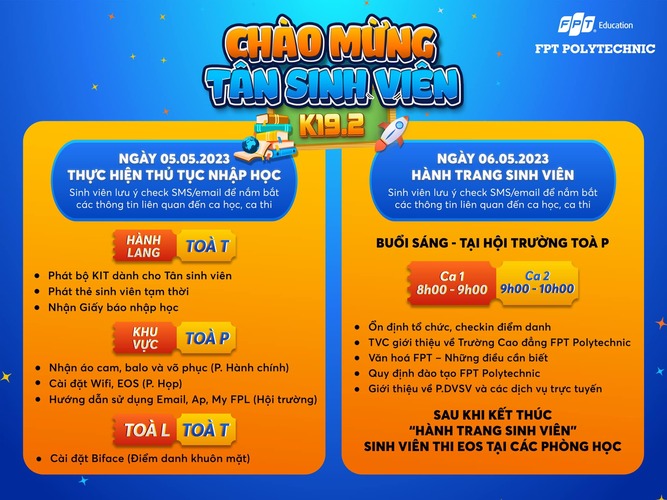 CHÀO MỪNG
TÂN SINH VIÊN
K19.2
FPT Education
FPT POLYTECHNIC
NGÀY 05.05.2023
THỰC HIỆN THỦ TỤC NHẬP HỌC
Sinh viên lưu ý check SMS/email để nắm bắt
các thông tin liên quan đến ca học, ca thi
HÀNH LANG
TOÀ T
Phát bộ KIT dành cho Tân sinh viên
Phát thẻ sinh viên tạm thời
Nhận Giấy báo nhập học
KHU VỰC
TOÀ P
Nhận áo cam, balo và võ phục (P. Hành chính)
Cài đặt Wifi, EOS (P. Họp)
Hướng dẫn sử dụng Email, Ap, My FPL (Hội trường)
TOÀ L
TOÀ T
Cài đặt Biface (Điểm danh khuôn mặt)
NGÀY 06.05.2023
HÀNH TRANG SINH VIÊN
Sinh viên lưu ý check SMS/email để nắm bắt
các thông tin liên quan đến ca học, ca thi
BUỔI SÁNG - TẠI HỘI TRƯỜNG TOÀ P
Ca 1
8h00 - 9h00
Ca 2
9h00 - 10h00
Ổn định tổ chức, checkin điểm danh
TVC giới thiệu về Trường Cao đẳng FPT Polytechnic
Văn hoá FPT – Những điều cần biết
Quy định đào tạo FPT Polytechnic
Giới thiệu về P.DVSV và các dịch vụ trực tuyến
SAU KHI KẾT THÚC
“HÀNH TRANG SINH VIÊN”
SINH VIÊN THI EOS TẠI CÁC PHÒNG HỌC